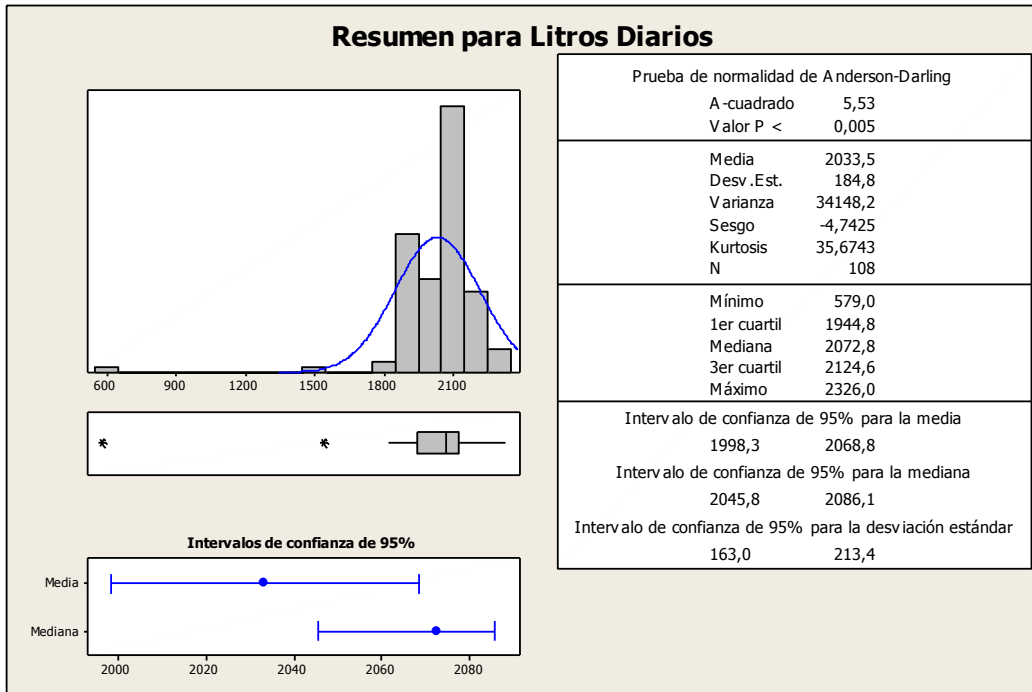 Resumen para Litros Diarios
600 900 1200 1500 1800 2100
Intervalos de confianza de 95%
Media
Mediana
2000 2020 2040 2060 2080
Prueba de normalidad de Anderson-Darling
A-cuadrado 5,53
Valor P < 0,005
Media 2033,5
Desv.Est. 184,8
Varianza 34148,2
Sesgo -4,7425
Kurtosis 35,6743
N 108
Mínimo 579,0
1er cuartil 1944,8
Mediana 2072,8
3er cuartil 2124,6
Máximo 2326,0
Intervalo de confianza de 95% para la media
1998,3 2068,8
Intervalo de confianza de 95% para la mediana
2045,8 2086,1
Intervalo de confianza de 95% para la desviación estándar
163,0 213,4